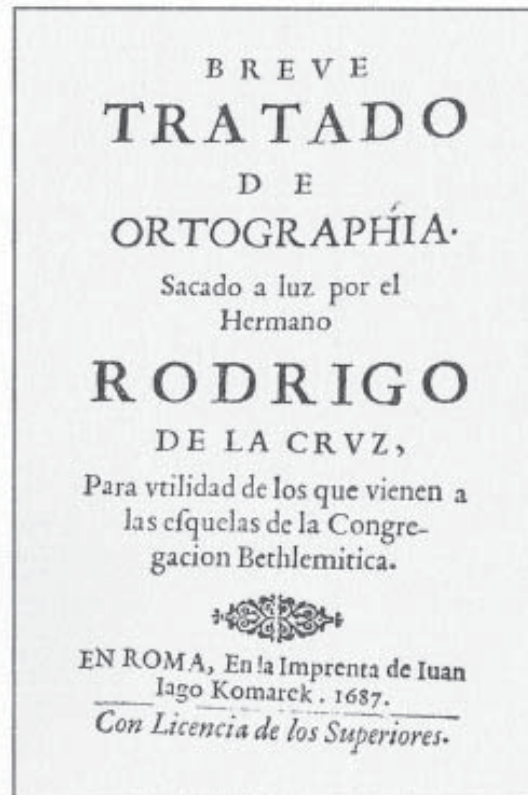 BREVE
TRATADO
DE
ORTOGRAPHÍA.
Sacado a luz por el
Hermano
RODRIGO
DE LA CRVZ,
Para vtilidad de los que vienen a
las eſquelas de la Congre-
gacion Bethlemitica.
EN ROMA, En la Imprenta de Iuan
Iago Komarek. 1687.
Con Licencia de los Superiores.